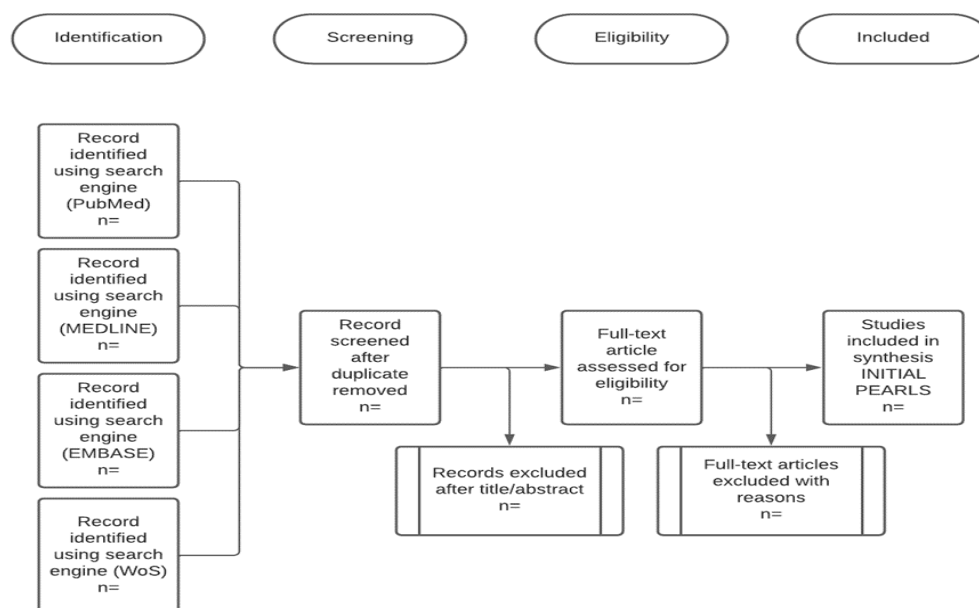 Identification
Screening
Eligibility
Included
Record
identified
using search
engine
(PubMed)
n=
Record
identified
using search
engine
(MEDLINE)
n=
Record
identified
using search
engine
(EMBASE)
n=
Record
identified
using search
engine (WoS)
n=
Record
screened
after
duplicate
removed
n=
Records excluded
after title/abstract
n=
Full-text
article
assessed for
eligibility
n=
Full-text articles
excluded with
reasons
n=
Studies
included in
synthesis
INITIAL
PEARLS
n=